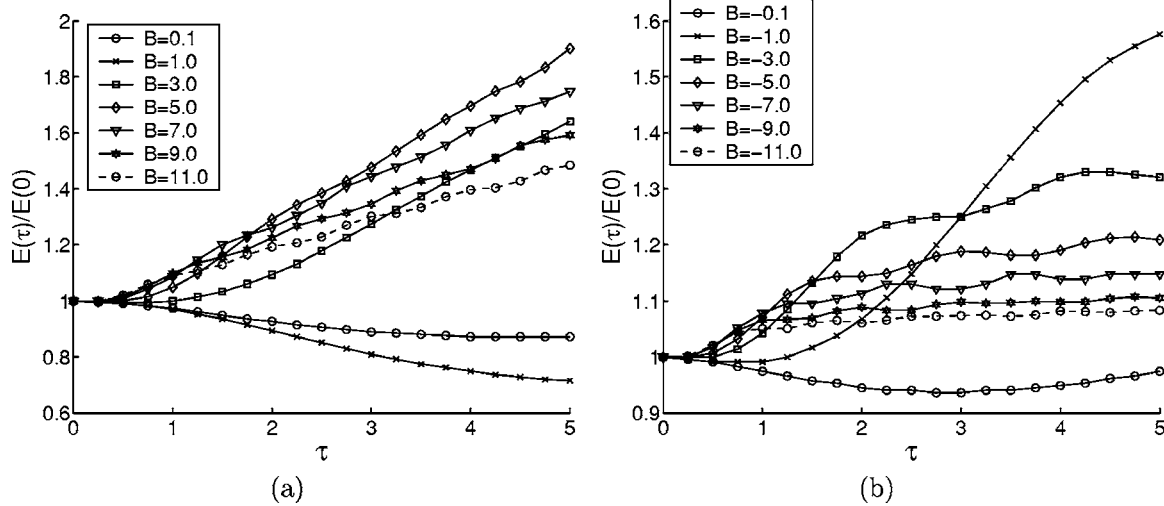 2
1.8
1.6
1.4
1.2
1
0.8
0.6
E(τ)/E(0)
B=0.1
B=1.0
B=3.0
B=5.0
B=7.0
B=9.0
B=11.0
0 1 2 3 4 5
τ
(a)
1.6
1.5
1.4
1.3
1.2
1.1
1
0.9
E(τ)/E(0)
B=−0.1
B=−1.0
B=−3.0
B=−5.0
B=−7.0
B=−9.0
B=−11.0
0 1 2 3 4 5
τ
(b)